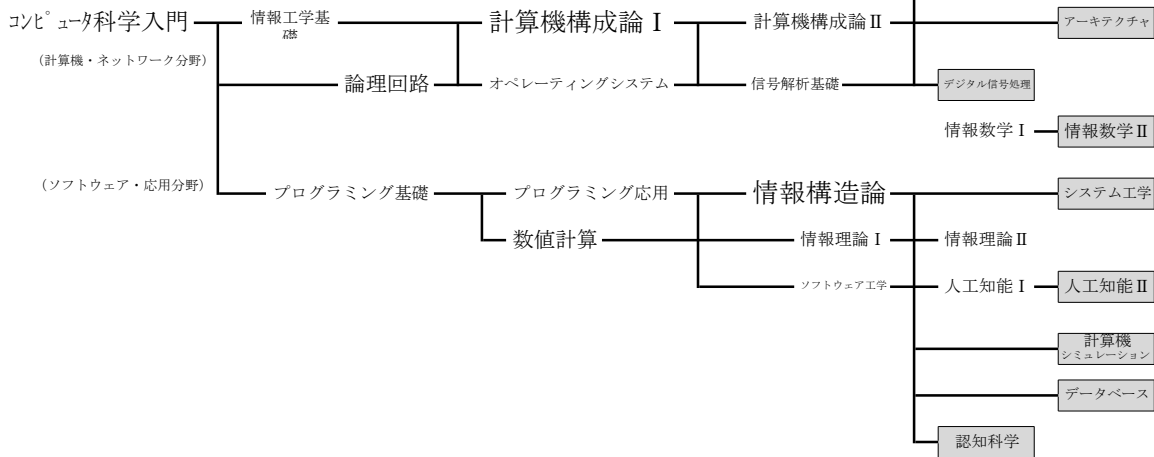 コンピュータ科学入門 情報工学基 計算機構成論Ⅰ 計算機構成論Ⅱ アーキテクチャ
礎
(計算機・ネットワーク分野)
論理回路 オペレーティングシステム 信号解析基礎 デジタル信号処理
情報数学Ⅰ 情報数学Ⅱ
(ソフトウェア・応用分野)
プログラミング基礎 プログラミング応用 情報構造論 システム工学
数値計算 情報理論Ⅰ 情報理論Ⅱ
ソフトウェア工学 人工知能Ⅰ 人工知能Ⅱ
計算機
シミュレーション
データベース
認知科学